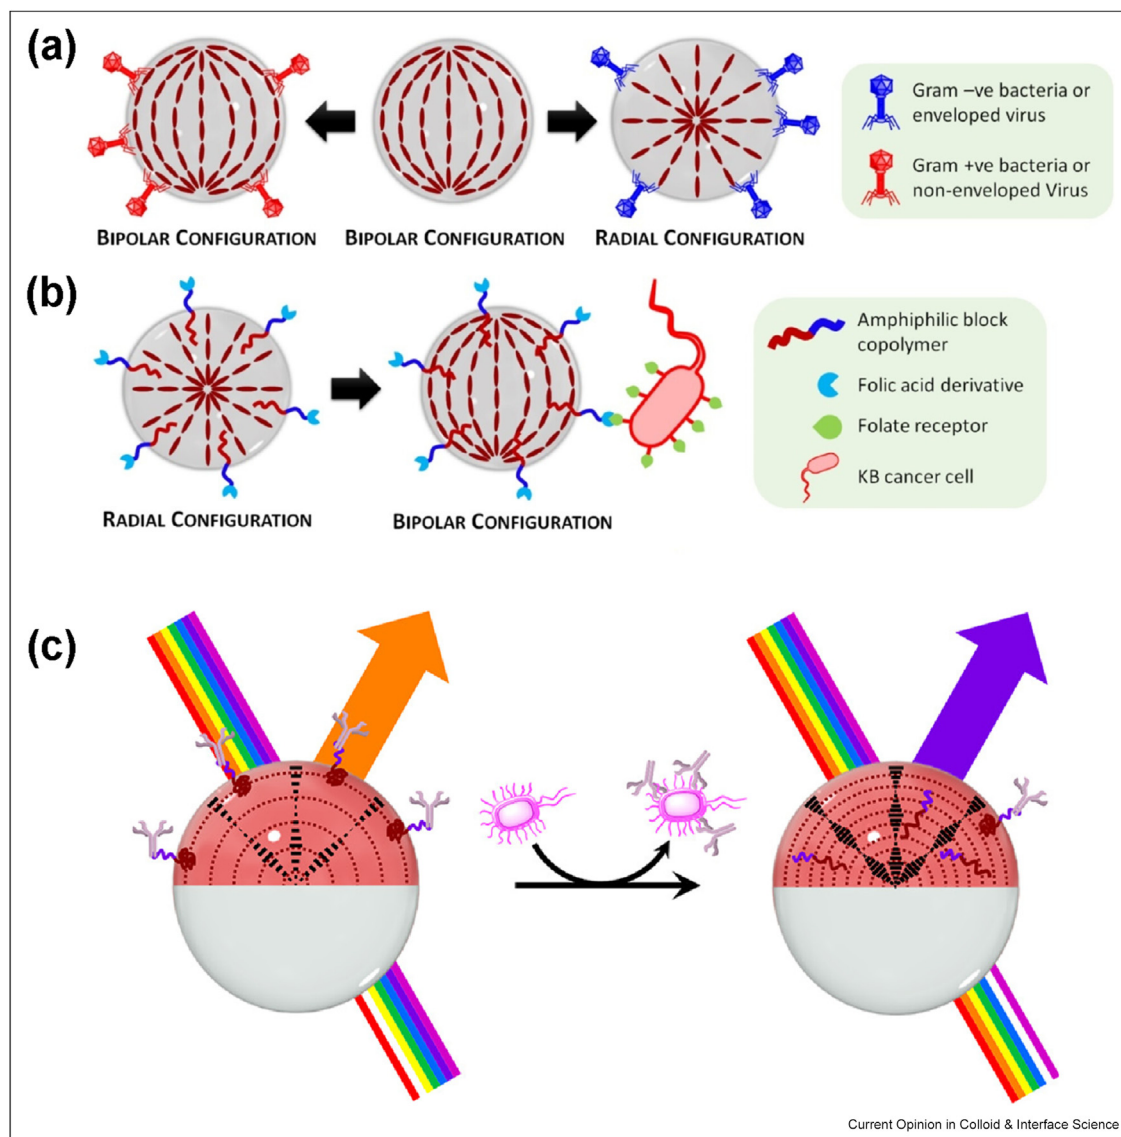 (a)
Gram –ve bacteria or
enveloped virus
Gram +ve bacteria or
non-enveloped Virus
BIPOLAR CONFIGURATION
BIPOLAR CONFIGURATION
RADIAL CONFIGURATION
(b)
Amphiphilic block
copolymer
Folic acid derivative
Folate receptor
KB cancer cell
RADIAL CONFIGURATION
BIPOLAR CONFIGURATION
(c)
Current Opinion in Colloid & Interface Science